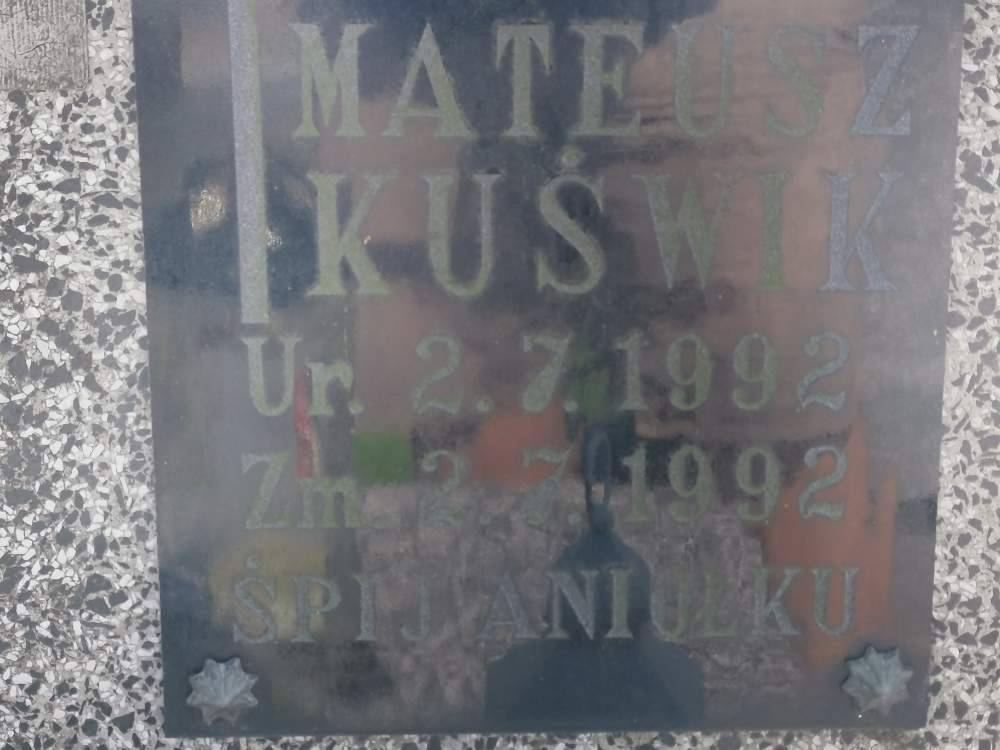 MATEUSZ
KUŚWIK
Ur. 2.7.1992
Zm. 2.7.1992
ŚPIJ ANIOŁKU